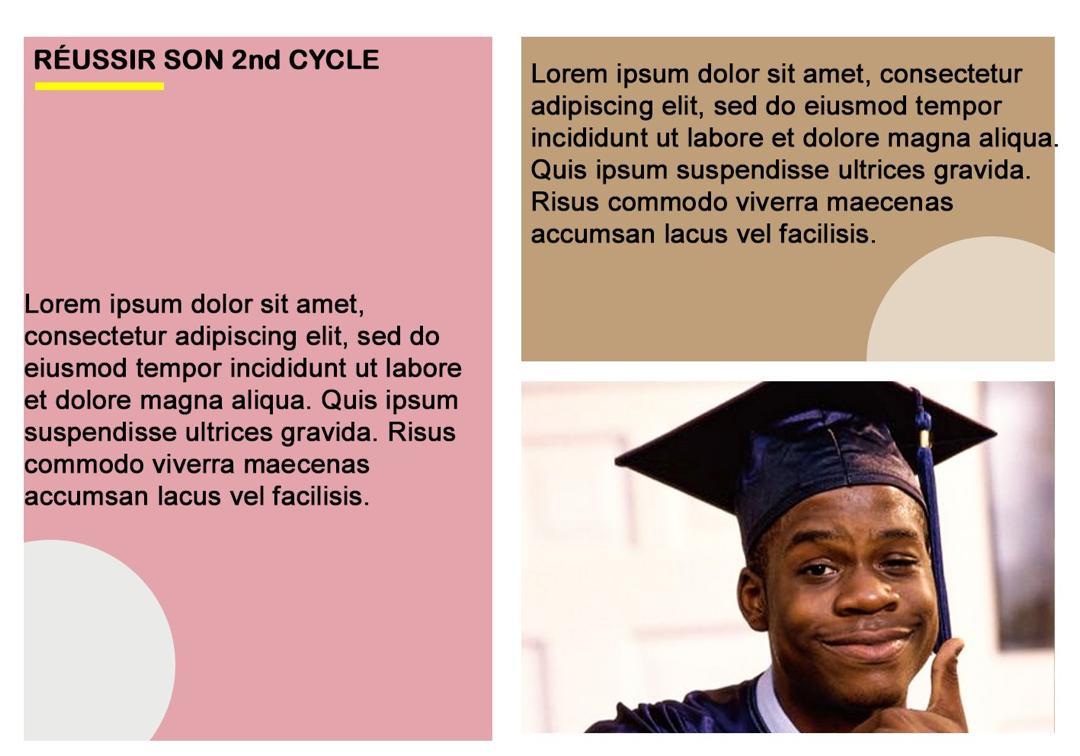 RÉUSSIR SON 2nd CYCLE
Lorem ipsum dolor sit amet,
consectetur adipiscing elit, sed do
eiusmod tempor incididunt ut labore
et dolore magna aliqua. Quis ipsum
suspendisse ultrices gravida. Risus
commodo viverra maecenas
accumsan lacus vel facilisis.
Lorem ipsum dolor sit amet, consectetur
adipiscing elit, sed do eiusmod tempor
incididunt ut labore et dolore magna aliqua.
Quis ipsum suspendisse ultrices gravida.
Risus commodo viverra maecenas
accumsan lacus vel facilisis.